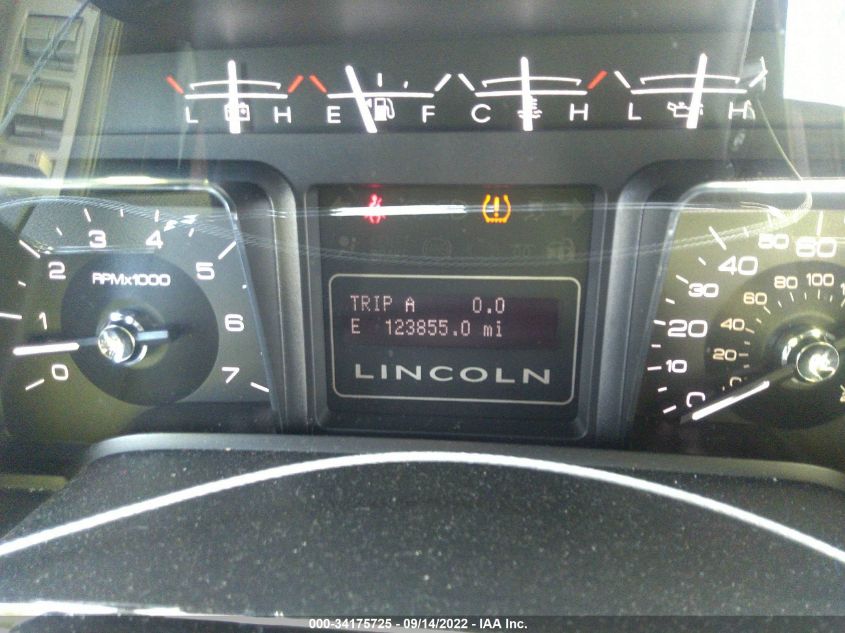 L H E F C H L H
3 4
2 5
RPMx1000
1 6
0 7
TRIP A 0.0
E 123855.0 mi
LINCOLN
0 10 20 30 40 50 60
20 40 60 80 100
000-34175725 - 09/14/2022 - IAA Inc.